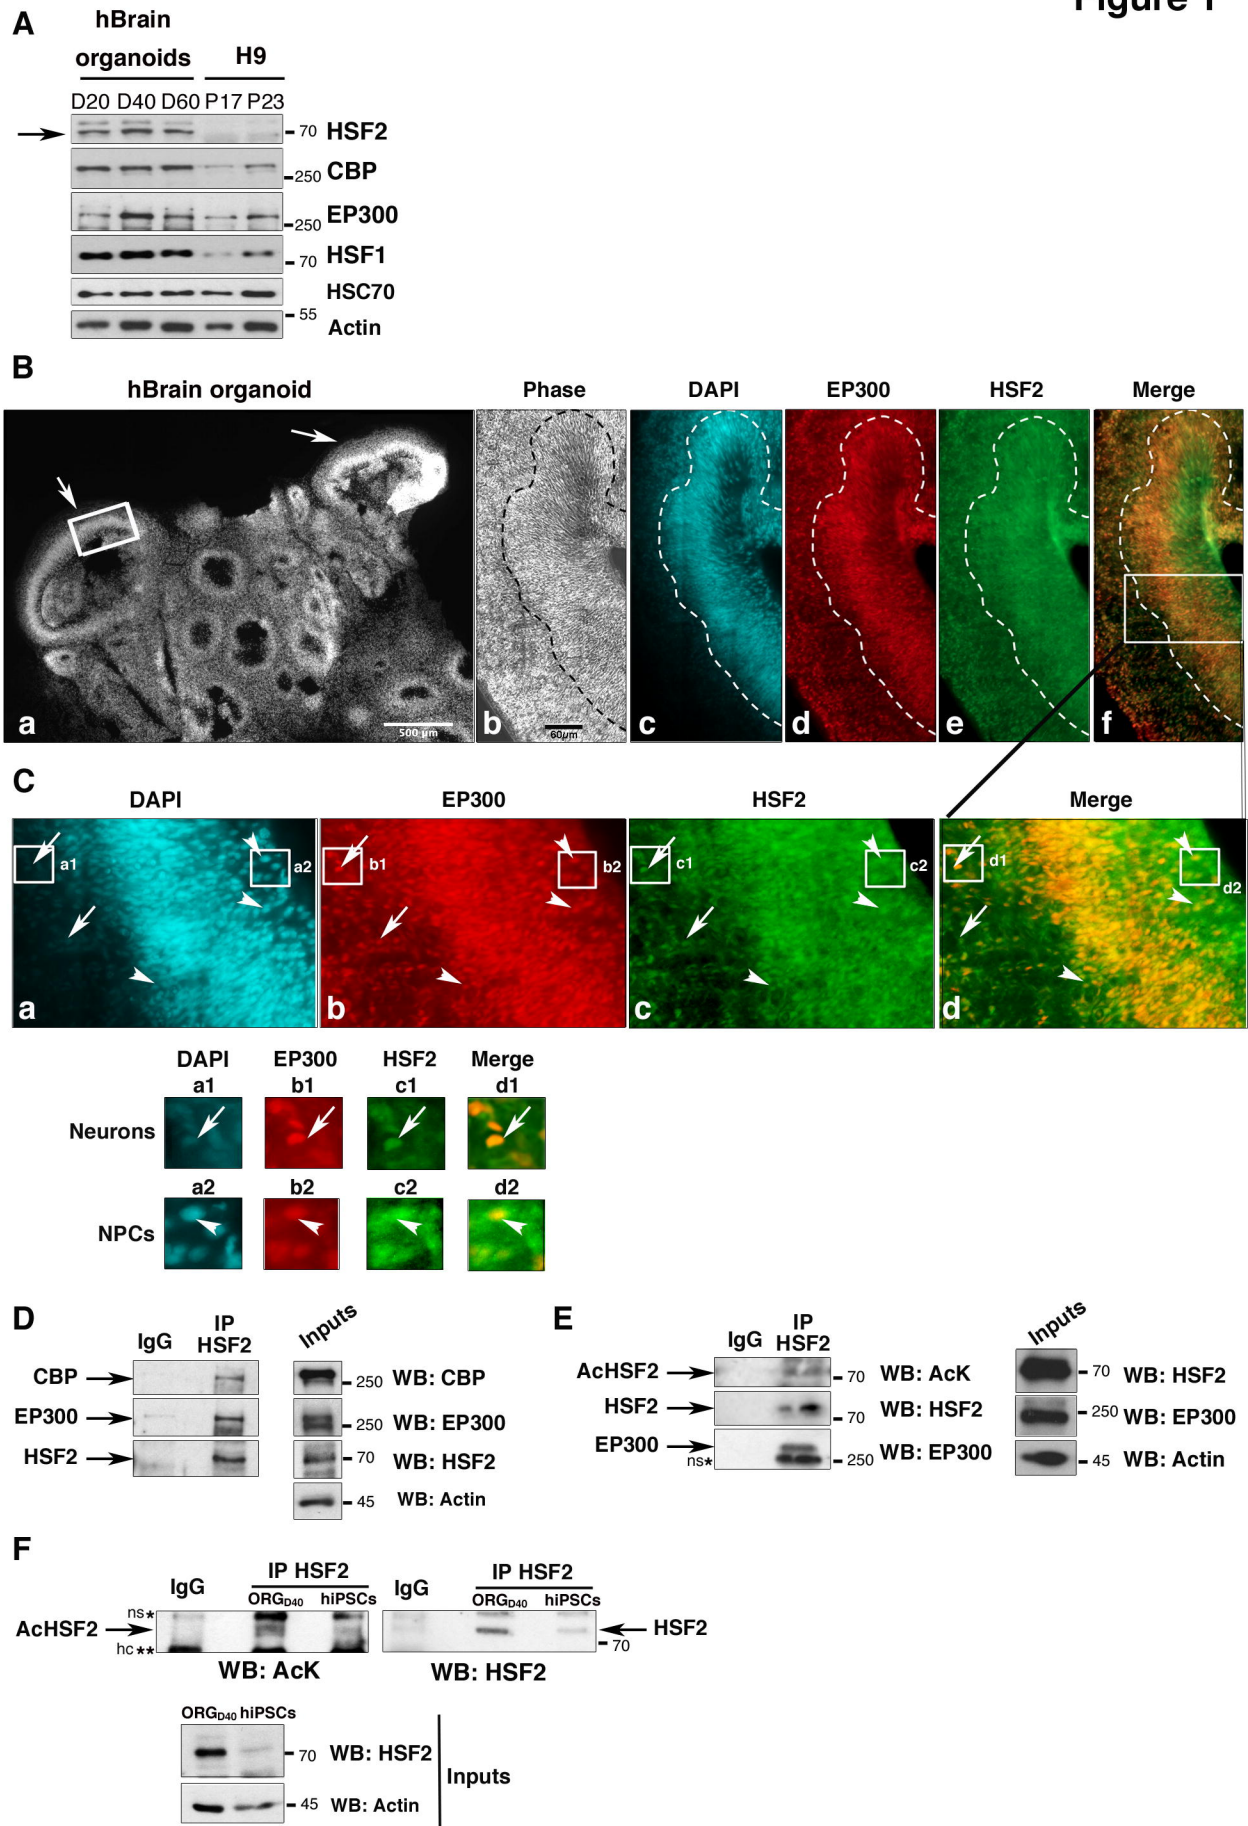 Figure 1
A
hBrain
organoids H9
D20 D40 D60 P17 P23
70 HSF2
250 CBP
250 EP300
70 HSF1
HSC70
55
Actin
B
hBrain organoid Phase DAPI EP300 HSF2 Merge
500 µm
60µm
a b c d e f
C
DAPI EP300 HSF2 Merge
a1 a2 b1 b2 c1 c2 d1 d2
a b c d
DAPI EP300 HSF2 Merge
a1 b1 c1 d1
Neurons
a2 b2 c2 d2
NPCs
D
IgG IP HSF2 Inputs
CBP 250 WB: CBP
EP300 250 WB: EP300
HSF2 70 WB: HSF2
45 WB: Actin
E
IgG IP HSF2 Inputs
AcHSF2 70 WB: AcK 70 WB: HSF2
HSF2 70 WB: HSF2 250 WB: EP300
EP300 ns* 250 WB: EP300 45 WB: Actin
F
IgG IP HSF2 IgG IP HSF2
ORGD40 hiPSCs ORGD40 hiPSCs
ns*
AcHSF2 HSF2
hc ** 70
WB: AcK WB: HSF2
ORGD40 hiPSCs
70 WB: HSF2
Inputs
45 WB: Actin